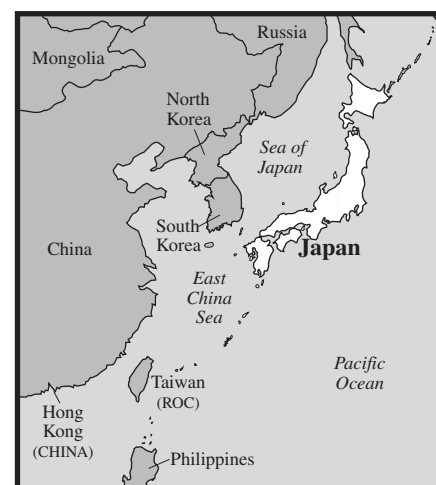 Russia
Mongolia
North
Korea
Sea of
Japan
South
Korea
Japan
China
East
China
Sea
Pacific
Ocean
Taiwan
(ROC)
Hong
Kong
(CHINA)
Philippines